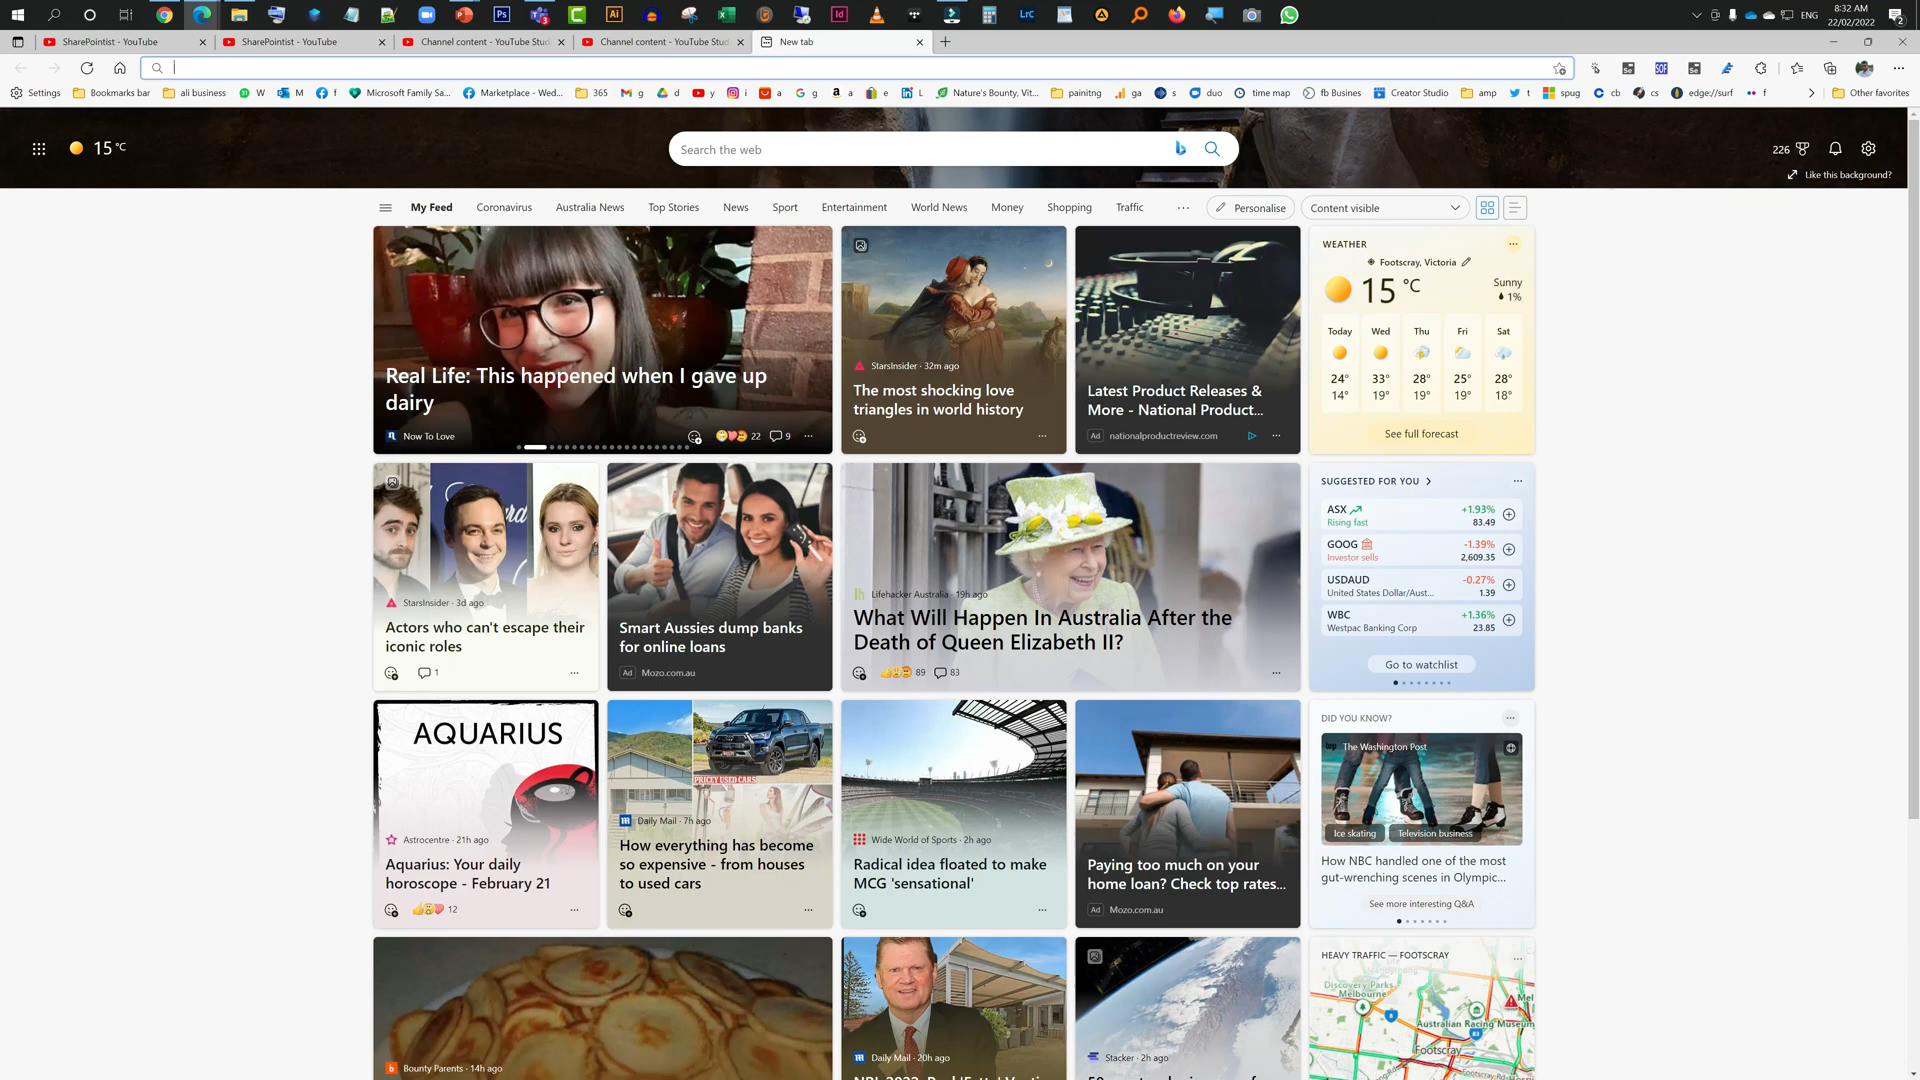 8:32 AM
ENG
22/02/2022
SharePointist - YouTube
SharePointist - YouTube
Channel content - YouTube Stud
Channel content - YouTube Stud
New tab
Settings
Bookmarks bar
ali business
W
M
f
Microsoft Family Sa...
Marketplace - Wed...
365
g
d
y
i
a
g
a
e
L
Nature's Bounty, Vit...
painitng
ga
s
duo
time map
fb Busines
Creator Studio
amp
t
spug
cb
cs
edge://surf
f
Other favorites
15 °C
Search the web
226
Like this background?
My Feed
Coronavirus
Australia News
Top Stories
News
Sport
Entertainment
World News
Money
Shopping
Traffic
Personalise
Content visible
Real Life: This happened when I gave up
dairy
Now To Love
22
9
StarsInsider · 32m ago
The most shocking love
triangles in world history
Latest Product Releases &
More - National Product...
Ad nationalproductreview.com
WEATHER
Footscray, Victoria
15 °C
Sunny
1%
Today Wed Thu Fri Sat
24° 33° 28° 25° 28°
14° 19° 19° 19° 18°
See full forecast
StarsInsider · 3d ago
Actors who can't escape their
iconic roles
1
Smart Aussies dump banks
for online loans
Ad Mozo.com.au
Lifehacker Australia · 19h ago
What Will Happen In Australia After the
Death of Queen Elizabeth II?
89
83
SUGGESTED FOR YOU
ASX +1.93%
Rising fast 83.49
GOOG -1.39%
Investor sells 2,609.35
USDAUD -0.27%
United States Dollar/Aust... 1.39
WBC +1.36%
Westpac Banking Corp 23.85
Go to watchlist
AQUARIUS
Astrocentre · 21h ago
Aquarius: Your daily
horoscope - February 21
12
PRICEY USED CARS
Daily Mail · 7h ago
How everything has become
so expensive - from houses
to used cars
Wide World of Sports · 2h ago
Radical idea floated to make
MCG 'sensational'
Paying too much on your
home loan? Check top rates...
Ad Mozo.com.au
DID YOU KNOW?
The Washington Post
Ice skating
Television business
How NBC handled one of the most
gut-wrenching scenes in Olympic...
See more interesting Q&A
Bounty Parents · 14h ago
Daily Mail · 20h ago
Stacker · 2h ago
HEAVY TRAFFIC — FOOTSCRAY
Discovery Parks
Melbourne
Mel
Australian Racing Museum
Footscray